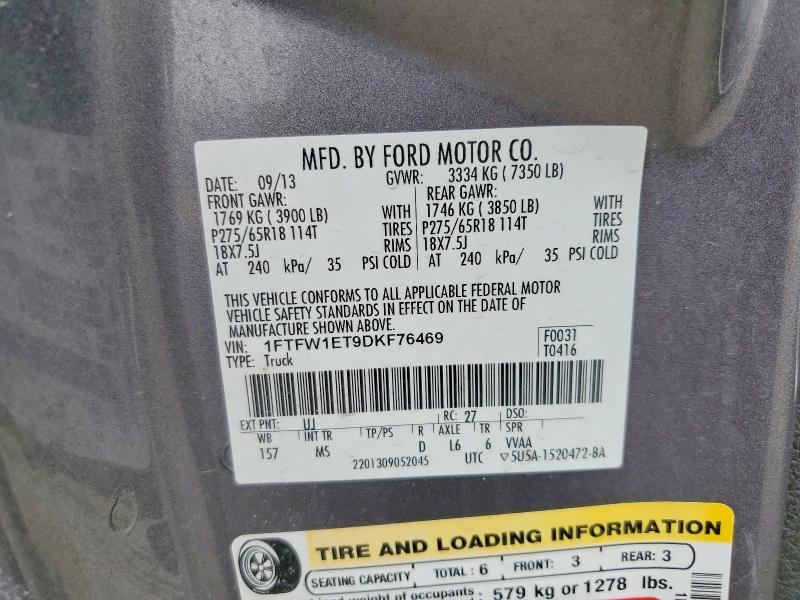 MFD. BY FORD MOTOR CO.
DATE: 09/13 GVWR: 3334 KG ( 7350 LB)
FRONT GAWR: REAR GAWR:
1769 KG ( 3900 LB) WITH 1746 KG ( 3850 LB) WITH
P275/65R18 114T TIRES P275/65R18 114T TIRES
18X7.5J RIMS 18X7.5J RIMS
AT 240 kPa/ 35 PSI COLD AT 240 kPa/ 35 PSI COLD
THIS VEHICLE CONFORMS TO ALL APPLICABLE FEDERAL MOTOR
VEHICLE SAFETY STANDARDS IN EFFECT ON THE DATE OF
MANUFACTURE SHOWN ABOVE.
VIN: 1FTFW1ET9DKF76469 F0031
TYPE: Truck T0416
EXT PNT: UJ RC: 27 DSO:
WB INT TR TP/PS R AXLE TR SPR
157 MS D L6 6 VVAA
2201309052045 UTC ▽5U5A-1520472-BA
TIRE AND LOADING INFORMATION
SEATING CAPACITY TOTAL : 6 FRONT: 3 REAR: 3
weight of occupants 579 kg or 1278 lbs.